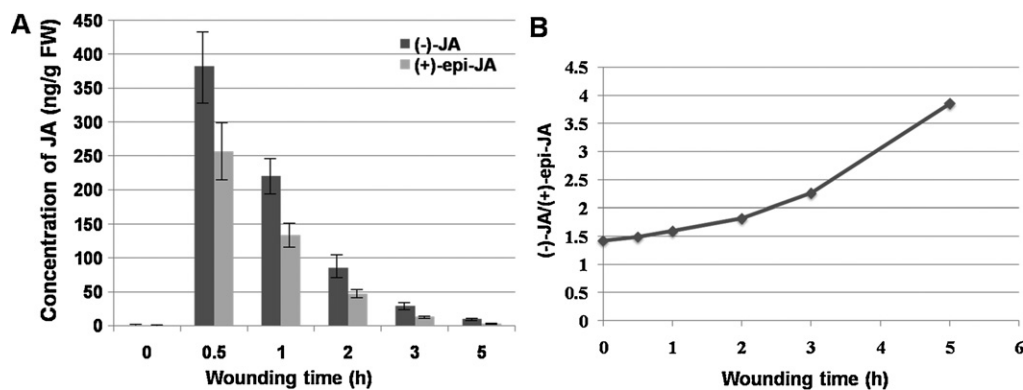 A
Concentration of JA (ng/g FW)
450
400
350
300
250
200
150
100
50
0
(-)-JA
(+)-epi-JA
0 0.5 1 2 3 5
Wounding time (h)
B
(-)-JA/(+)-epi-JA
4.5
4
3.5
3
2.5
2
1.5
1
0.5
0
0 1 2 3 4 5 6
Wounding time (h)